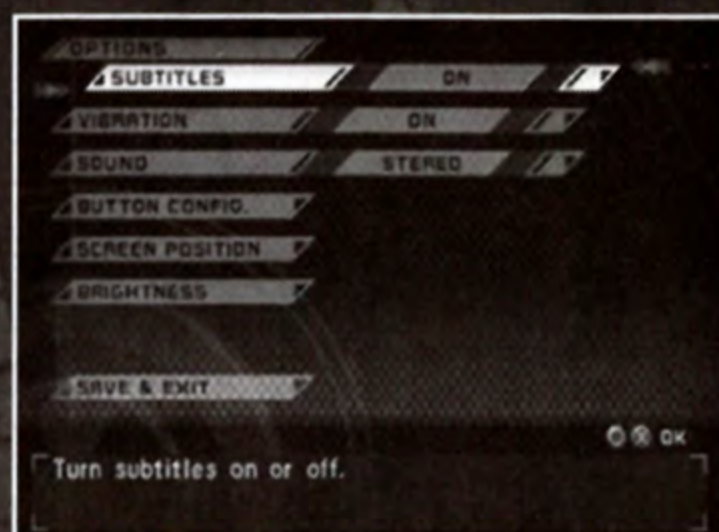 OPTIONS
SUBTITLES ON
VIBRATION ON
SOUND STEREO
BUTTON CONFIG.
SCREEN POSITION
BRIGHTNESS
SAVE & EXIT
OK
Turn subtitles on or off.